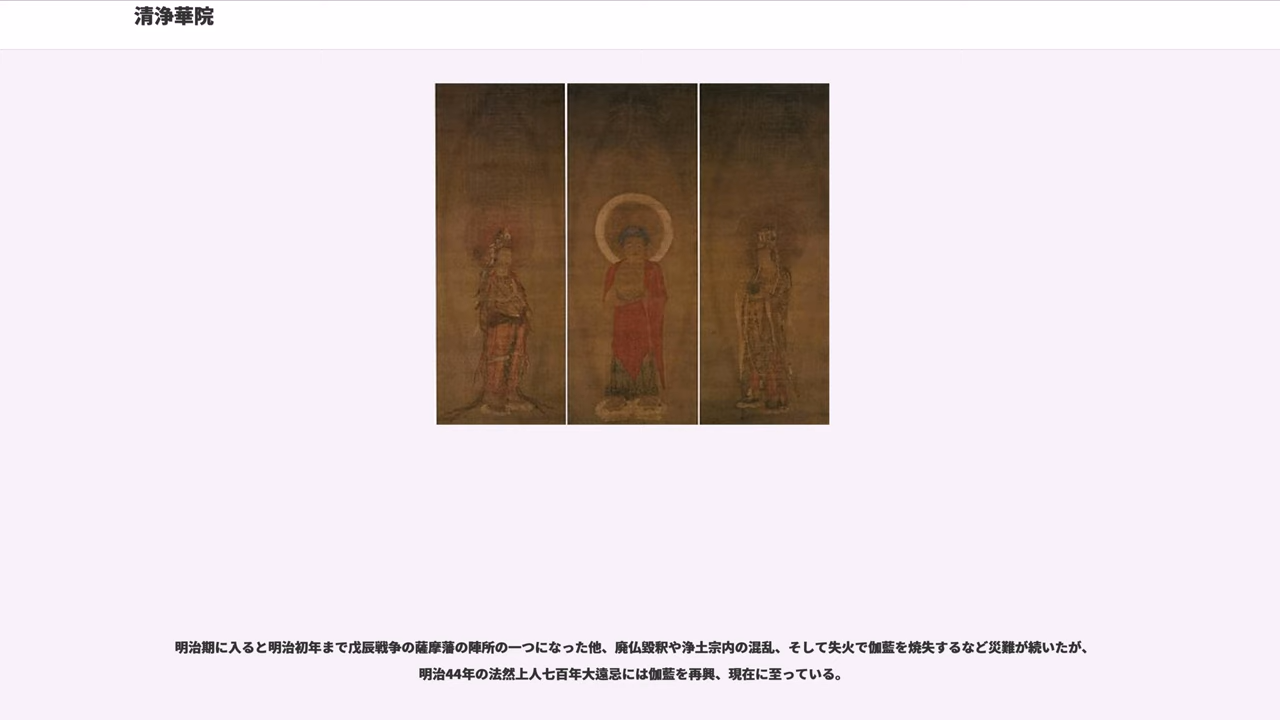 清浄華院
明治期に入ると明治初年まで戊辰戦争の薩摩藩の陣所の一つになった他、廃仏毀釈や浄土宗内の混乱、そして失火で伽藍を焼失するなど災難が続いたが、
明治44年の法然上人七百年大遠忌には伽藍を再興、現在に至っている。